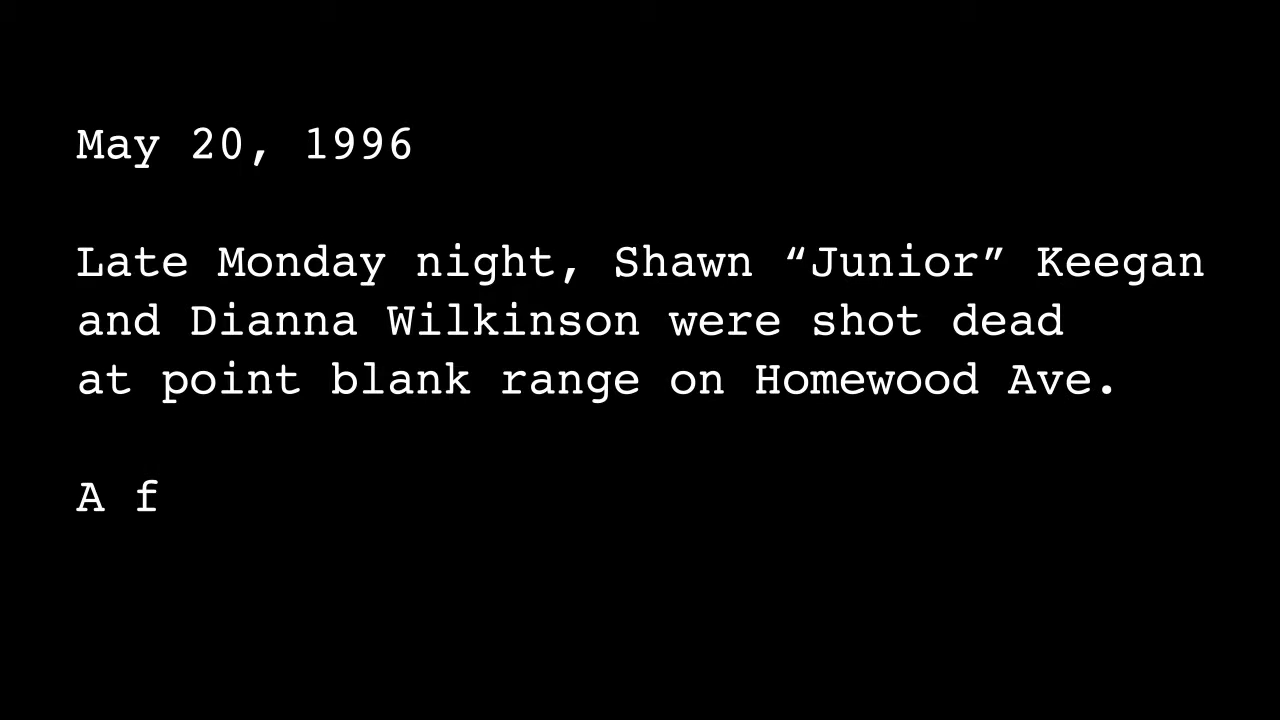 May 20, 1996
Late Monday night, Shawn “Junior” Keegan
and Dianna Wilkinson were shot dead
at point blank range on Homewood Ave.
A f